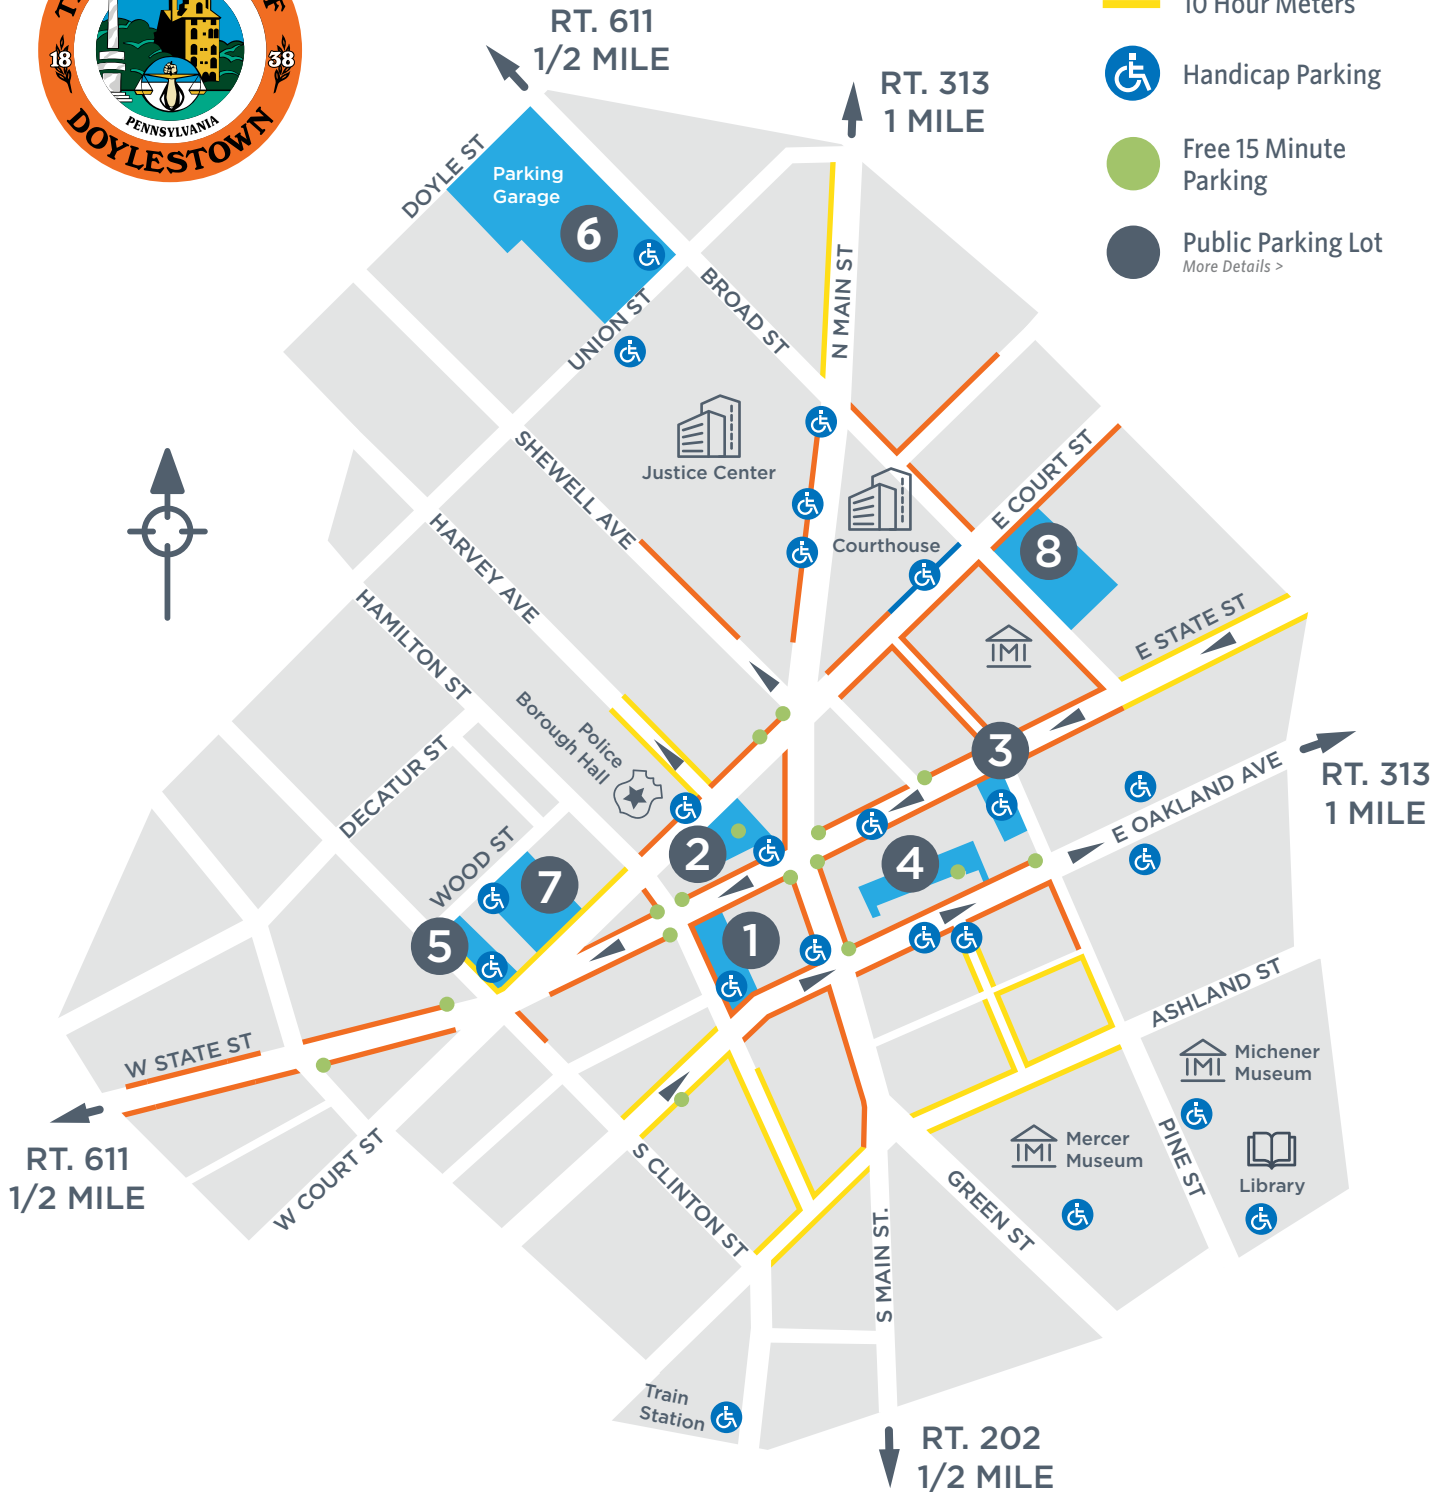 18
38
PENNSYLVANIA
DOYLESTOWN
RT. 611
1/2 MILE
RT. 313
1 MILE
10 Hour Meters
Handicap Parking
Free 15 Minute
Parking
Public Parking Lot
More Details >
DOYLE ST
Parking
Garage
6
UNION ST
BROAD ST
N MAIN ST
Justice Center
Courthouse
E COURT ST
8
SHEWELL AVE
HARVEY AVE
HAMILTON ST
E STATE ST
Police
Borough Hall
3
DECATUR ST
WOOD ST
2
4
7
5
1
E OAKLAND AVE
RT. 313
1 MILE
W STATE ST
ASHLAND ST
Michener
Museum
RT. 611
1/2 MILE
W COURT ST
S CLINTON ST
Mercer
Museum
PINE ST
Library
GREEN ST
S MAIN ST.
Train
Station
RT. 202
1/2 MILE